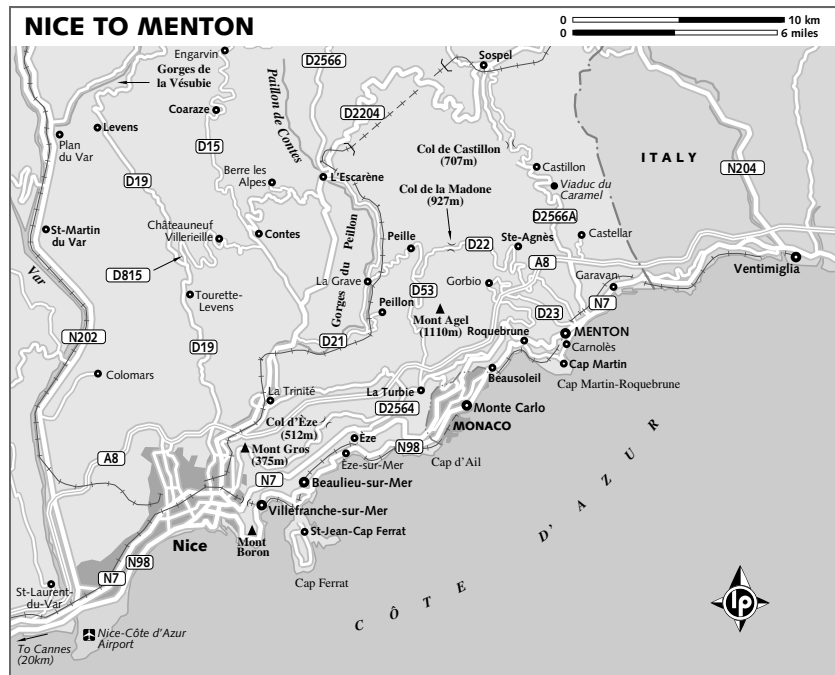 NICE TO MENTON
0 10 km
0 6 miles
Engarvin
D2566
Sospel
Gorges de
la Vésubie
Paillon de Contes
Coaraze
D2204
Levens
Plan
du Var
D15
Col de Castillon
(707m)
ITALY
N204
D19
Berre les
Alpes
L'Escarène
Castillon
Viaduc du
Caramel
Col de la Madone
(927m)
D2566A
St-Martin
du Var
Châteauneuf
Villerieille
Contes
Gorges du Peillon
Peille
D22
Ste-Agnès
Castellar
A8
Ventimiglia
Var
D815
La Grave
D53
Gorbio
Garavan
N7
Tourette-
Levens
Peillon
Mont Agel
(1110m)
D23
Roquebrune
MENTON
N202
D19
D21
Carnolès
Cap Martin
Colomars
Beausoleil
Cap Martin-Roquebrune
La Trinité
La Turbie
D2564
Monte Carlo
MONACO
Col d'Èze
(512m)
Èze
N98
A8
Mont Gros
(375m)
Èze-sur-Mer
Cap d'Ail
N7
Beaulieu-sur-Mer
Villefranche-sur-Mer
St-Jean-Cap Ferrat
Nice
Mont
Boron
N98
N7
Cap Ferrat
St-Laurent-
du-Var
CÔTE D'AZUR
lp
Nice-Côte d'Azur
Airport
To Cannes
(20km)